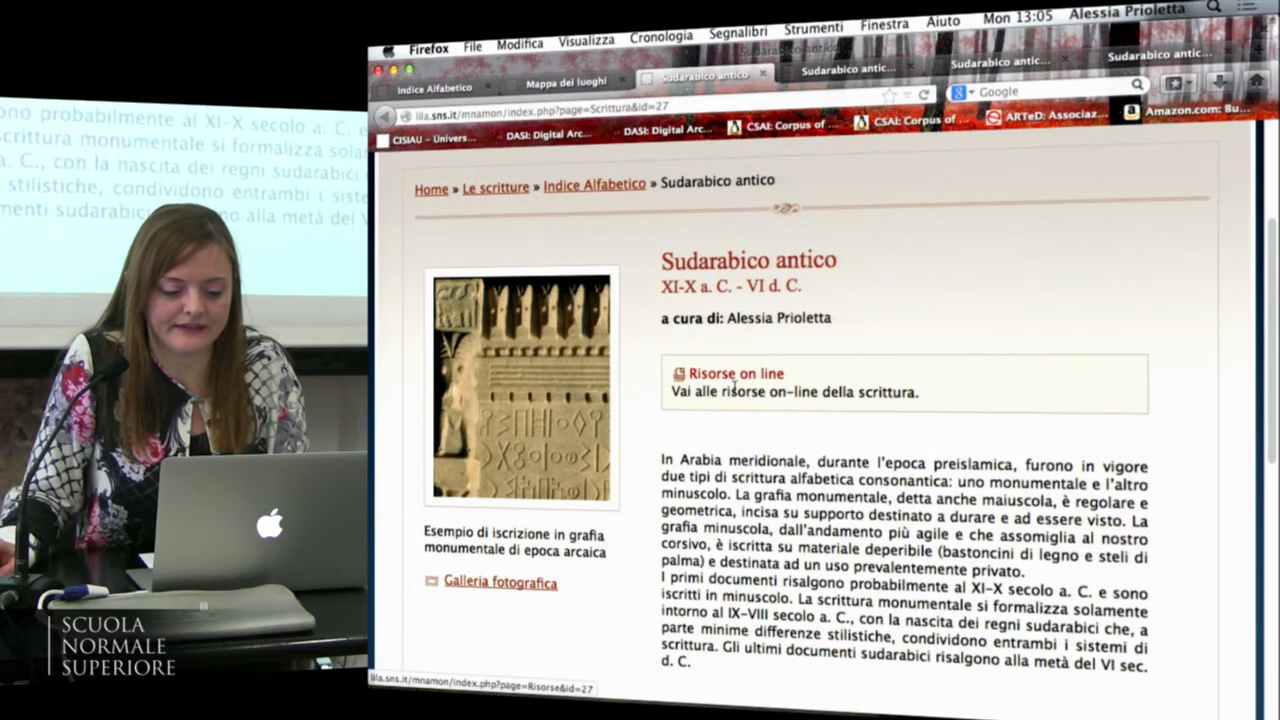 Firefox File Modifica Visualizza Cronologia Segnalibri Strumenti Finestra Aiuto Mon 13:05 Alessia Prioletta
Sudarabico antico
Indice Alfabetico
Mappa dei luoghi
Sudarabico antico
Sudarabico antic...
Sudarabico antic...
Sudarabico antic...
lila.sns.it/mnamon/index.php?page=Scrittura&id=27
Google
CISIAU – Univers...
DASI: Digital Arc...
DASI: Digital Arc...
CSAI: Corpus of ...
CSAI: Corpus of ...
ARTeD: Associaz...
Amazon.com: Bu...
Home » Le scritture » Indice Alfabetico » Sudarabico antico
Sudarabico antico
XI-X a. C. - VI d. C.
a cura di: Alessia Prioletta
Risorse on line
Vai alle risorse on-line della scrittura.
In Arabia meridionale, durante l'epoca preislamica, furono in vigore
due tipi di scrittura alfabetica consonantica: uno monumentale e l'altro
minuscolo. La grafia monumentale, detta anche maiuscola, è regolare e
geometrica, incisa su supporto destinato a durare e ad essere visto. La
grafia minuscola, dall'andamento più agile e che assomiglia al nostro
corsivo, è iscritta su materiale deperibile (bastoncini di legno e steli di
palma) e destinata ad un uso prevalentemente privato.
I primi documenti risalgono probabilmente al XI-X secolo a. C. e sono
iscritti in minuscolo. La scrittura monumentale si formalizza solamente
intorno al IX-VIII secolo a. C., con la nascita dei regni sudarabici che, a
parte minime differenze stilistiche, condividono entrambi i sistemi di
scrittura. Gli ultimi documenti sudarabici risalgono alla metà del VI sec.
d. C.
Esempio di iscrizione in grafia
monumentale di epoca arcaica
Galleria fotografica
lila.sns.it/mnamon/index.php?page=Risorse&id=27
ono probabilmente al XI-X secolo a. C. e
crittura monumentale si formalizza solar
a. C., con la nascita dei regni sudarabici
stilistiche, condividono entrambi i siste
menti sudarabici no alla metà del V
SCUOLA
NORMALE
SUPERIORE